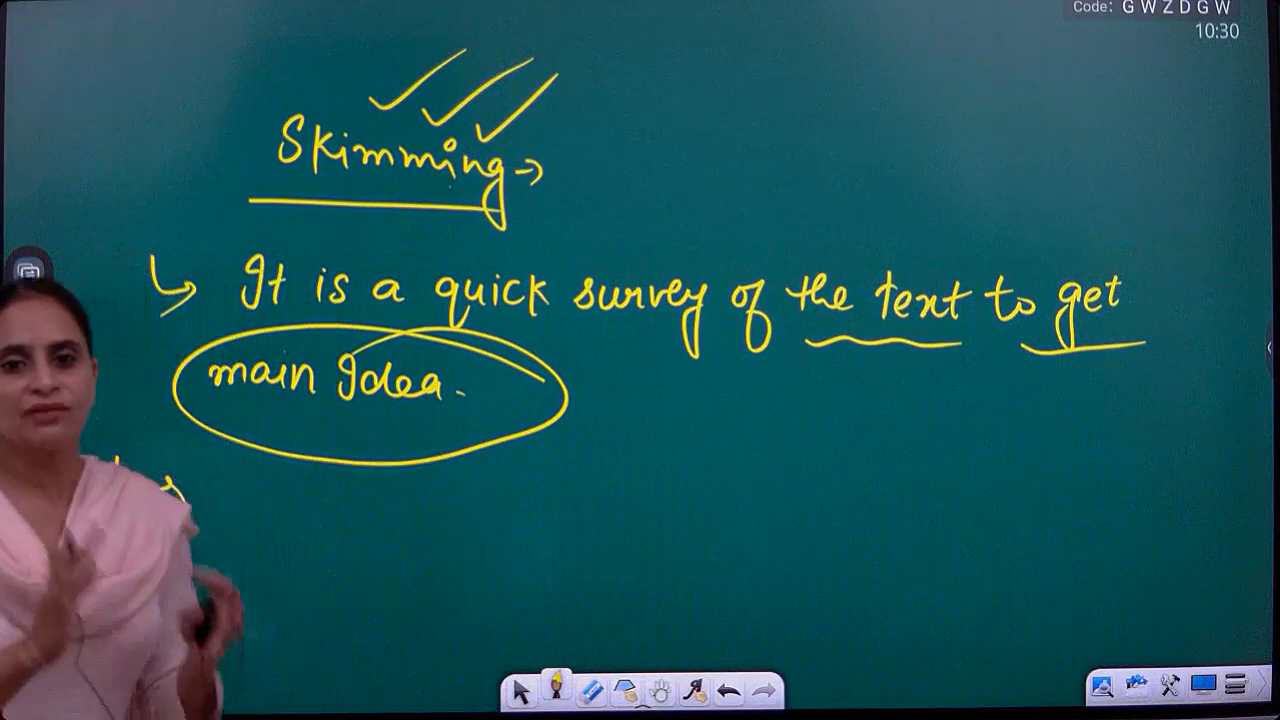 Code: G W Z D G W
10:30
Skimming →
↳ It is a quick survey of the text to get
main Idea.